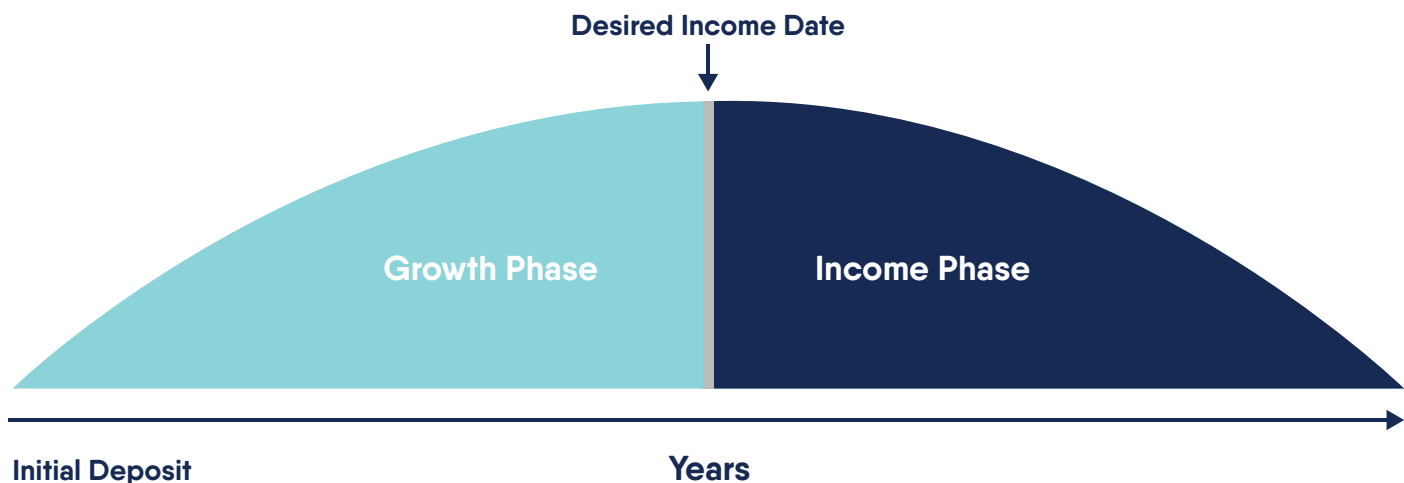 Desired Income Date
Growth Phase
Income Phase
Initial Deposit
Years